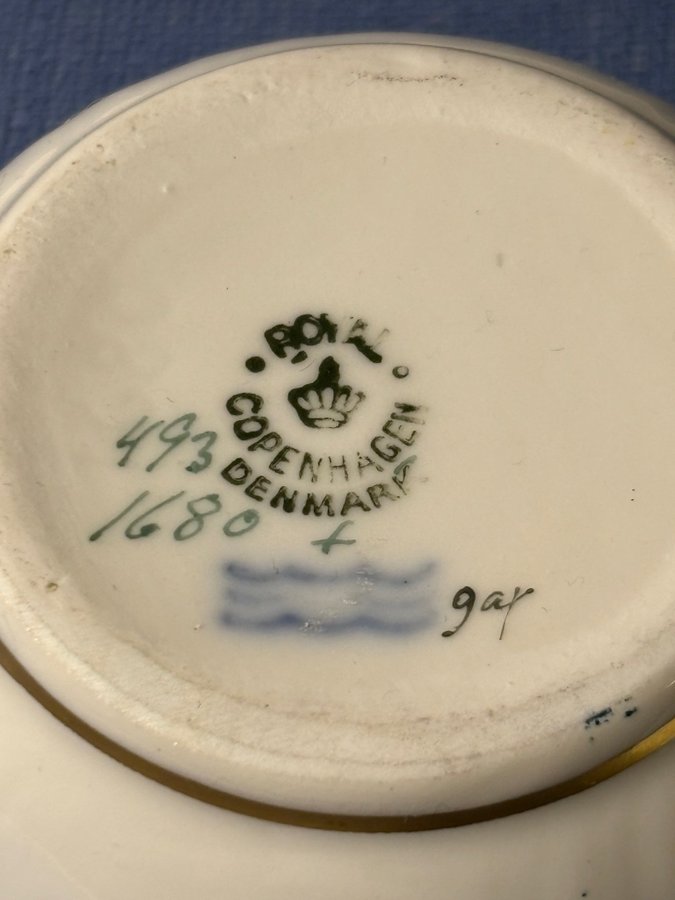 ROYAL
COPENHAGEN
DENMARK
493
1680 +